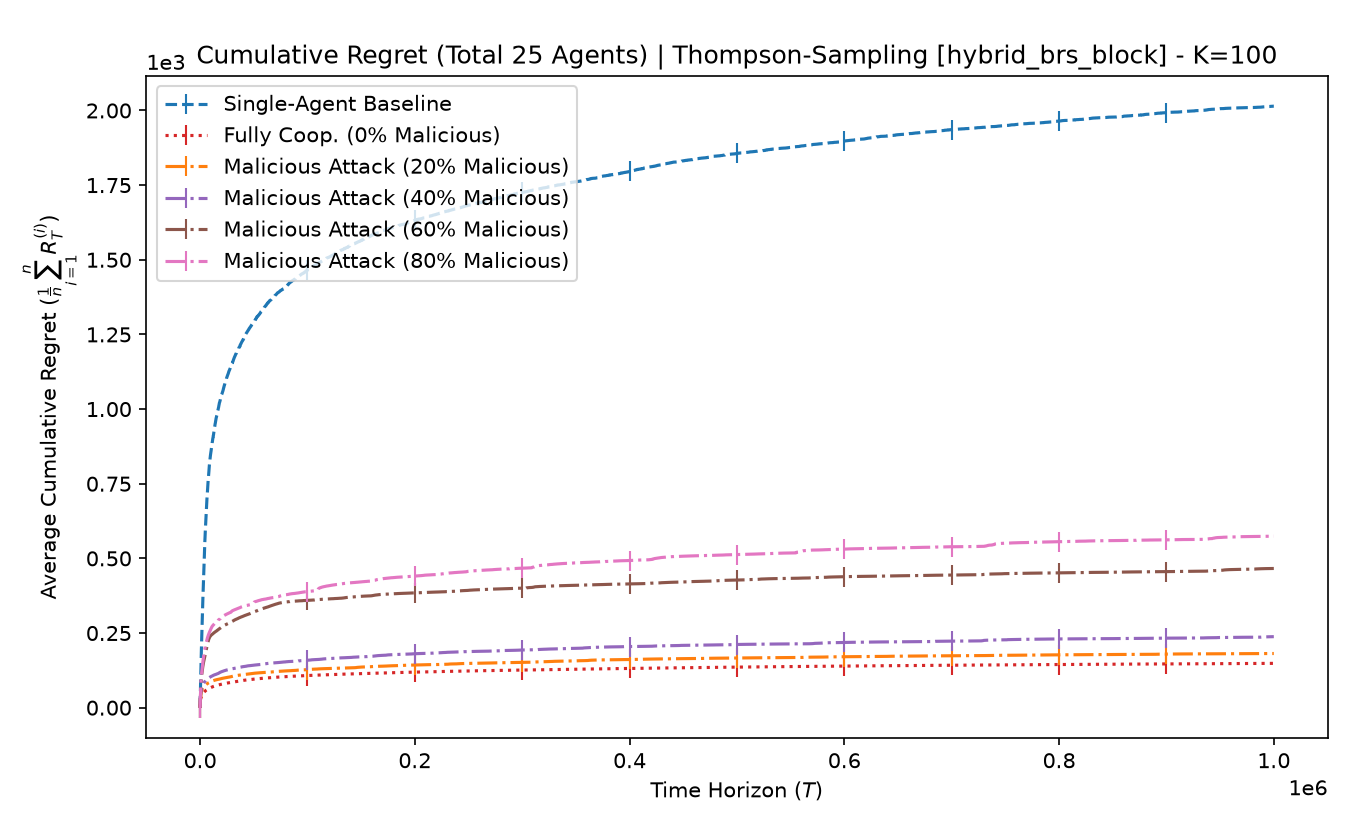 Cumulative Regret (Total 25 Agents) | Thompson-Sampling [hybrid_brs_block] - K=100
1e3
Single-Agent Baseline
Fully Coop. (0% Malicious)
Malicious Attack (20% Malicious)
Malicious Attack (40% Malicious)
Malicious Attack (60% Malicious)
Malicious Attack (80% Malicious)
2.00
1.75
1.50
1.25
1.00
0.75
0.50
0.25
0.00
Average Cumulative Regret ($\frac{1}{n}\sum_{i=1}^{n} R_T^{(i)}$)
0.0 0.2 0.4 0.6 0.8 1.0
1e6
Time Horizon (T)